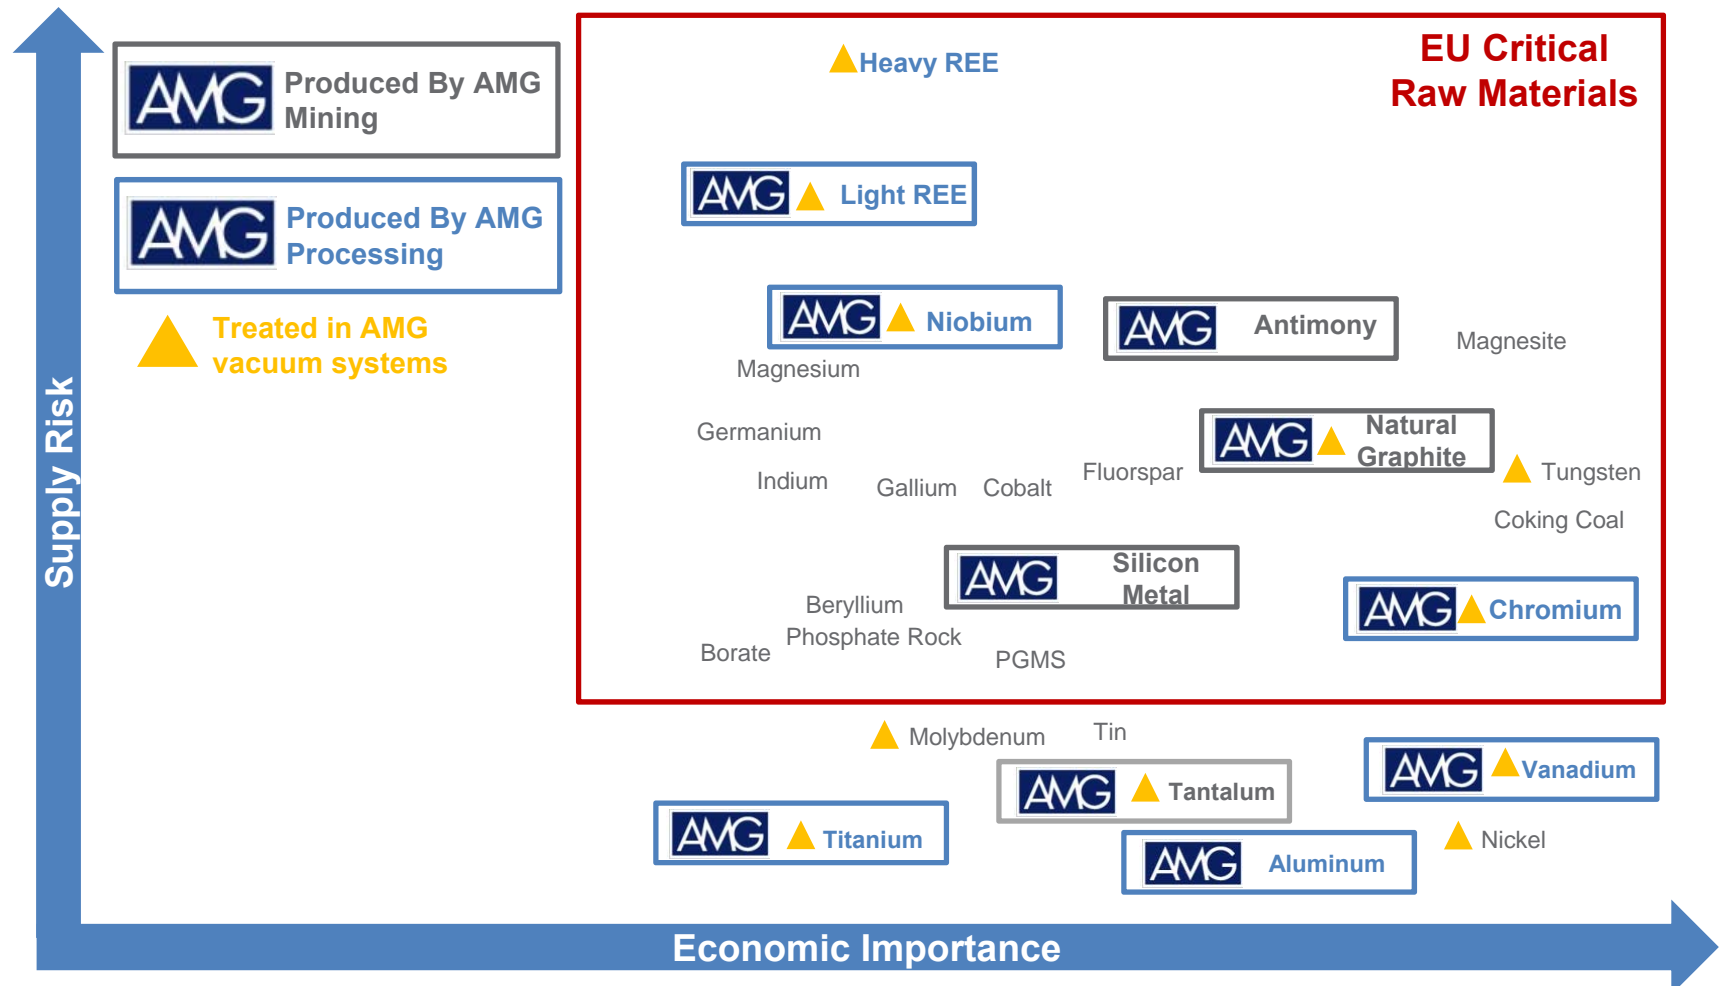 AMG
Produced By AMG
Mining
AMG
Produced By AMG
Processing
Treated in AMG
vacuum systems
Supply Risk
EU Critical
Raw Materials
Heavy REE
AMG Light REE
AMG Niobium
AMG Antimony
Magnesite
Magnesium
Germanium
AMG Natural
Graphite
Indium
Gallium
Cobalt
Fluorspar
Tungsten
Coking Coal
AMG Silicon
Metal
Beryllium
AMG Chromium
Phosphate Rock
Borate
PGMS
Molybdenum
Tin
AMG Vanadium
AMG Tantalum
AMG Titanium
Nickel
AMG Aluminum
Economic Importance